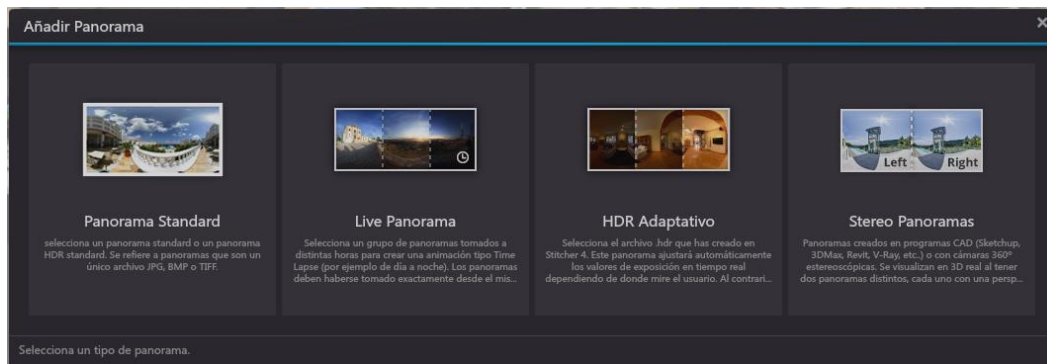 Añadir Panorama
Left
Right
Panorama Standard
selecciona un panorama standard o un panorama
HDR standard. Se refiere a panoramas que son un
único archivo JPG, BMP o TIFF.
Live Panorama
Selecciona un grupo de panoramas tomados a
distintas horas para crear una animación tipo Time
Lapse (por ejemplo de día a noche). Los panoramas
deben haberse tomado exactamente desde el mis...
HDR Adaptativo
Selecciona el archivo .hdr que has creado en
Stitcher 4. Este panorama ajustará automáticamente
los valores de exposición en tiempo real
dependiendo de donde mire el usuario. Al contrari...
Stereo Panoramas
Panoramas creados en programas CAD (Sketchup,
3DMax, Revit, V-Ray, etc..) o con cámaras 360º
estereoscópicas. Se visualizan en 3D real al tener
dos panoramas distintos, cada uno con una persp...
Selecciona un tipo de panorama.